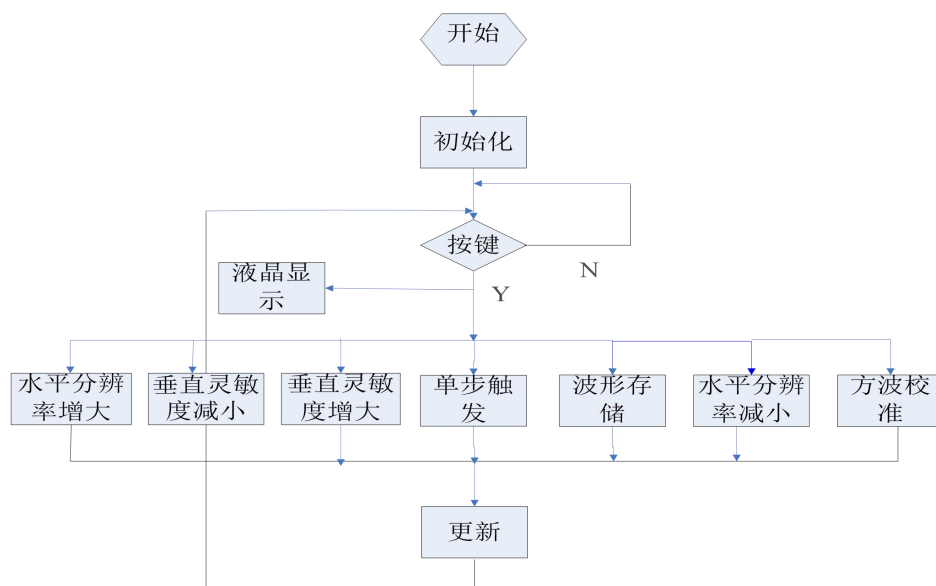 开始
初始化
按键
N
液晶显
示
Y
水平分辨
率增大
垂直灵敏
度减小
垂直灵敏
度增大
单步触
发
波形存
储
水平分辨
率减小
方波校
准
更新